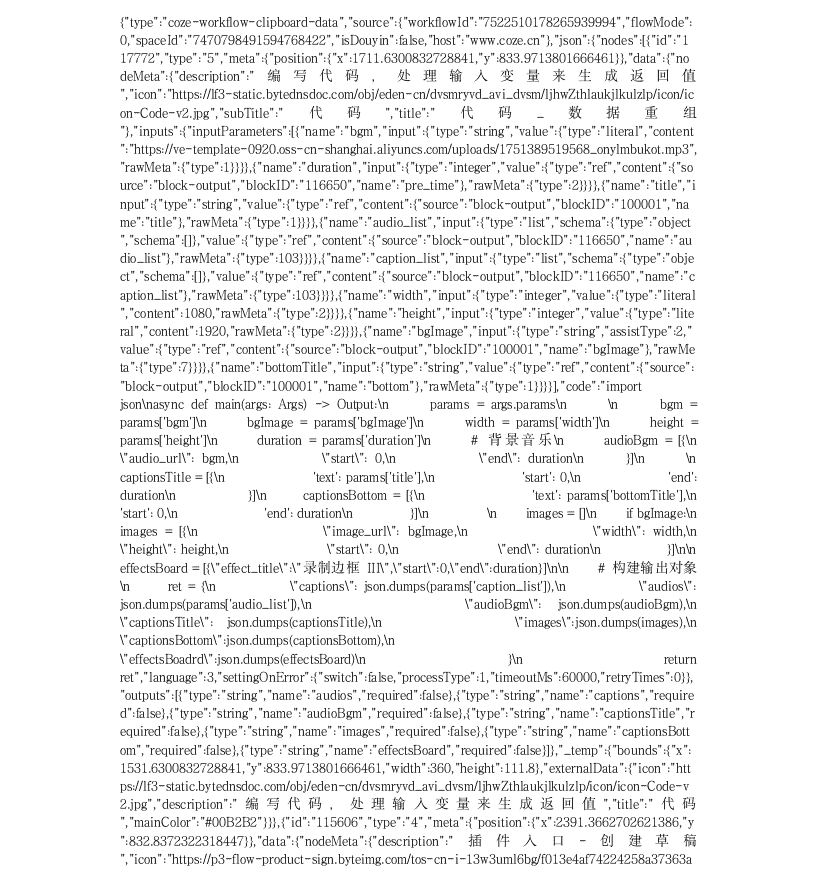 {"type":"coze-workflow-clipboard-data","source":{"workflowId":"7522510178265939994","flowMode":
0,"spaceId":"7470798491594768422","isDouyin":false,"host":"www.coze.cn"},"json":{"nodes":[{"id":"1
17772","type":"5","meta":{"position":{"x":1711.6300832728841,"y":833.9713801666461}},"data":{"no
deMeta":{"description":" 编写代码，处理输入变量来生成返回值
","icon":"https://lf3-static.bytednsdoc.com/obj/eden-cn/dvsmryvd_avi_dvsm/ljhwZthlaukjlkulzlp/icon/ic
on-Code-v2.jpg","subTitle":" 代码 ","title":" 代码_数据重组
"},"inputs":{"inputParameters":[{"name":"bgm","input":{"type":"string","value":{"type":"literal","content
":"https://ve-template-0920.oss-cn-shanghai.aliyuncs.com/uploads/1751389519568_onylmbukot.mp3",
"rawMeta":{"type":1}}}},{"name":"duration","input":{"type":"integer","value":{"type":"ref","content":{"so
urce":"block-output","blockID":"116650","name":"pre_time"},"rawMeta":{"type":2}}}},{"name":"title","i
nput":{"type":"string","value":{"type":"ref","content":{"source":"block-output","blockID":"100001","na
me":"title"},"rawMeta":{"type":1}}}},{"name":"audio_list","input":{"type":"list","schema":{"type":"object
","schema":[]},"value":{"type":"ref","content":{"source":"block-output","blockID":"116650","name":"au
dio_list"},"rawMeta":{"type":103}}}},{"name":"caption_list","input":{"type":"list","schema":{"type":"obje
ct","schema":[]},"value":{"type":"ref","content":{"source":"block-output","blockID":"116650","name":"c
aption_list"},"rawMeta":{"type":103}}}},{"name":"width","input":{"type":"integer","value":{"type":"literal
","content":1080,"rawMeta":{"type":2}}}},{"name":"height","input":{"type":"integer","value":{"type":"lite
ral","content":1920,"rawMeta":{"type":2}}}},{"name":"bgImage","input":{"type":"string","assistType":2,"
value":{"type":"ref","content":{"source":"block-output","blockID":"100001","name":"bgImage"},"rawMe
ta":{"type":7}}}},{"name":"bottomTitle","input":{"type":"string","value":{"type":"ref","content":{"source":
"block-output","blockID":"100001","name":"bottom"},"rawMeta":{"type":1}}}}],"code":"import
json\nasync def main(args: Args) -> Output:\n params = args.params\n \n bgm =
params['bgm']\n bgImage = params['bgImage']\n width = params['width']\n height =
params['height']\n duration = params['duration']\n # 背景音乐\n audioBgm = [{\n
\"audio_url\": bgm,\n \"start\": 0,\n \"end\": duration\n }]\n \n
captionsTitle = [{\n 'text': params['title'],\n 'start': 0,\n 'end':
duration\n }]\n captionsBottom = [{\n 'text': params['bottomTitle'],\n
'start': 0,\n 'end': duration\n }]\n \n images = []\n if bgImage:\n
images = [{\n \"image_url\": bgImage,\n \"width\": width,\n
\"height\": height,\n \"start\": 0,\n \"end\": duration\n }]\n\n
effectsBoard = [{\"effect_title\":\"录制边框 III\",\"start\":0,\"end\":duration}]\n\n # 构建输出对象
\n ret = {\n \"captions\": json.dumps(params['caption_list']),\n \"audios\":
json.dumps(params['audio_list']),\n \"audioBgm\": json.dumps(audioBgm),\n
\"captionsTitle\": json.dumps(captionsTitle),\n \"images\":json.dumps(images),\n
\"captionsBottom\":json.dumps(captionsBottom),\n
\"effectsBoadrd\":json.dumps(effectsBoard)\n }\n return
ret","language":3,"settingOnError":{"switch":false,"processType":1,"timeoutMs":60000,"retryTimes":0}},
"outputs":[{"type":"string","name":"audios","required":false},{"type":"string","name":"captions","require
d":false},{"type":"string","name":"audioBgm","required":false},{"type":"string","name":"captionsTitle","r
equired":false},{"type":"string","name":"images","required":false},{"type":"string","name":"captionsBott
om","required":false},{"type":"string","name":"effectsBoard","required":false}]},"_temp":{"bounds":{"x":
1531.6300832728841,"y":833.9713801666461,"width":360,"height":111.8},"externalData":{"icon":"htt
ps://lf3-static.bytednsdoc.com/obj/eden-cn/dvsmryvd_avi_dvsm/ljhwZthlaukjlkulzlp/icon/icon-Code-v
2.jpg","description":" 编写代码，处理输入变量来生成返回值 ","title":" 代码
","mainColor":"#00B2B2"}}},{"id":"115606","type":"4","meta":{"position":{"x":2391.3662702621386,"y
":832.8372322318447}},"data":{"nodeMeta":{"description":" 插件入口-创建草稿
","icon":"https://p3-flow-product-sign.byteimg.com/tos-cn-i-13w3uml6bg/f013e4af74224258a37363a